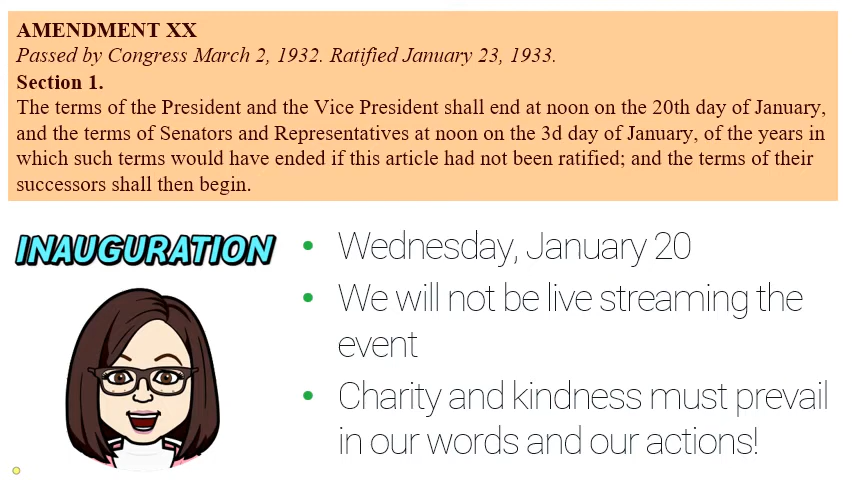 AMENDMENT XX
Passed by Congress March 2, 1932. Ratified January 23, 1933.
Section 1.
The terms of the President and the Vice President shall end at noon on the 20th day of January,
and the terms of Senators and Representatives at noon on the 3d day of January, of the years in
which such terms would have ended if this article had not been ratified; and the terms of their
successors shall then begin.
INAUGURATION
• Wednesday, January 20
• We will not be live streaming the
event
• Charity and kindness must prevail
in our words and our actions!